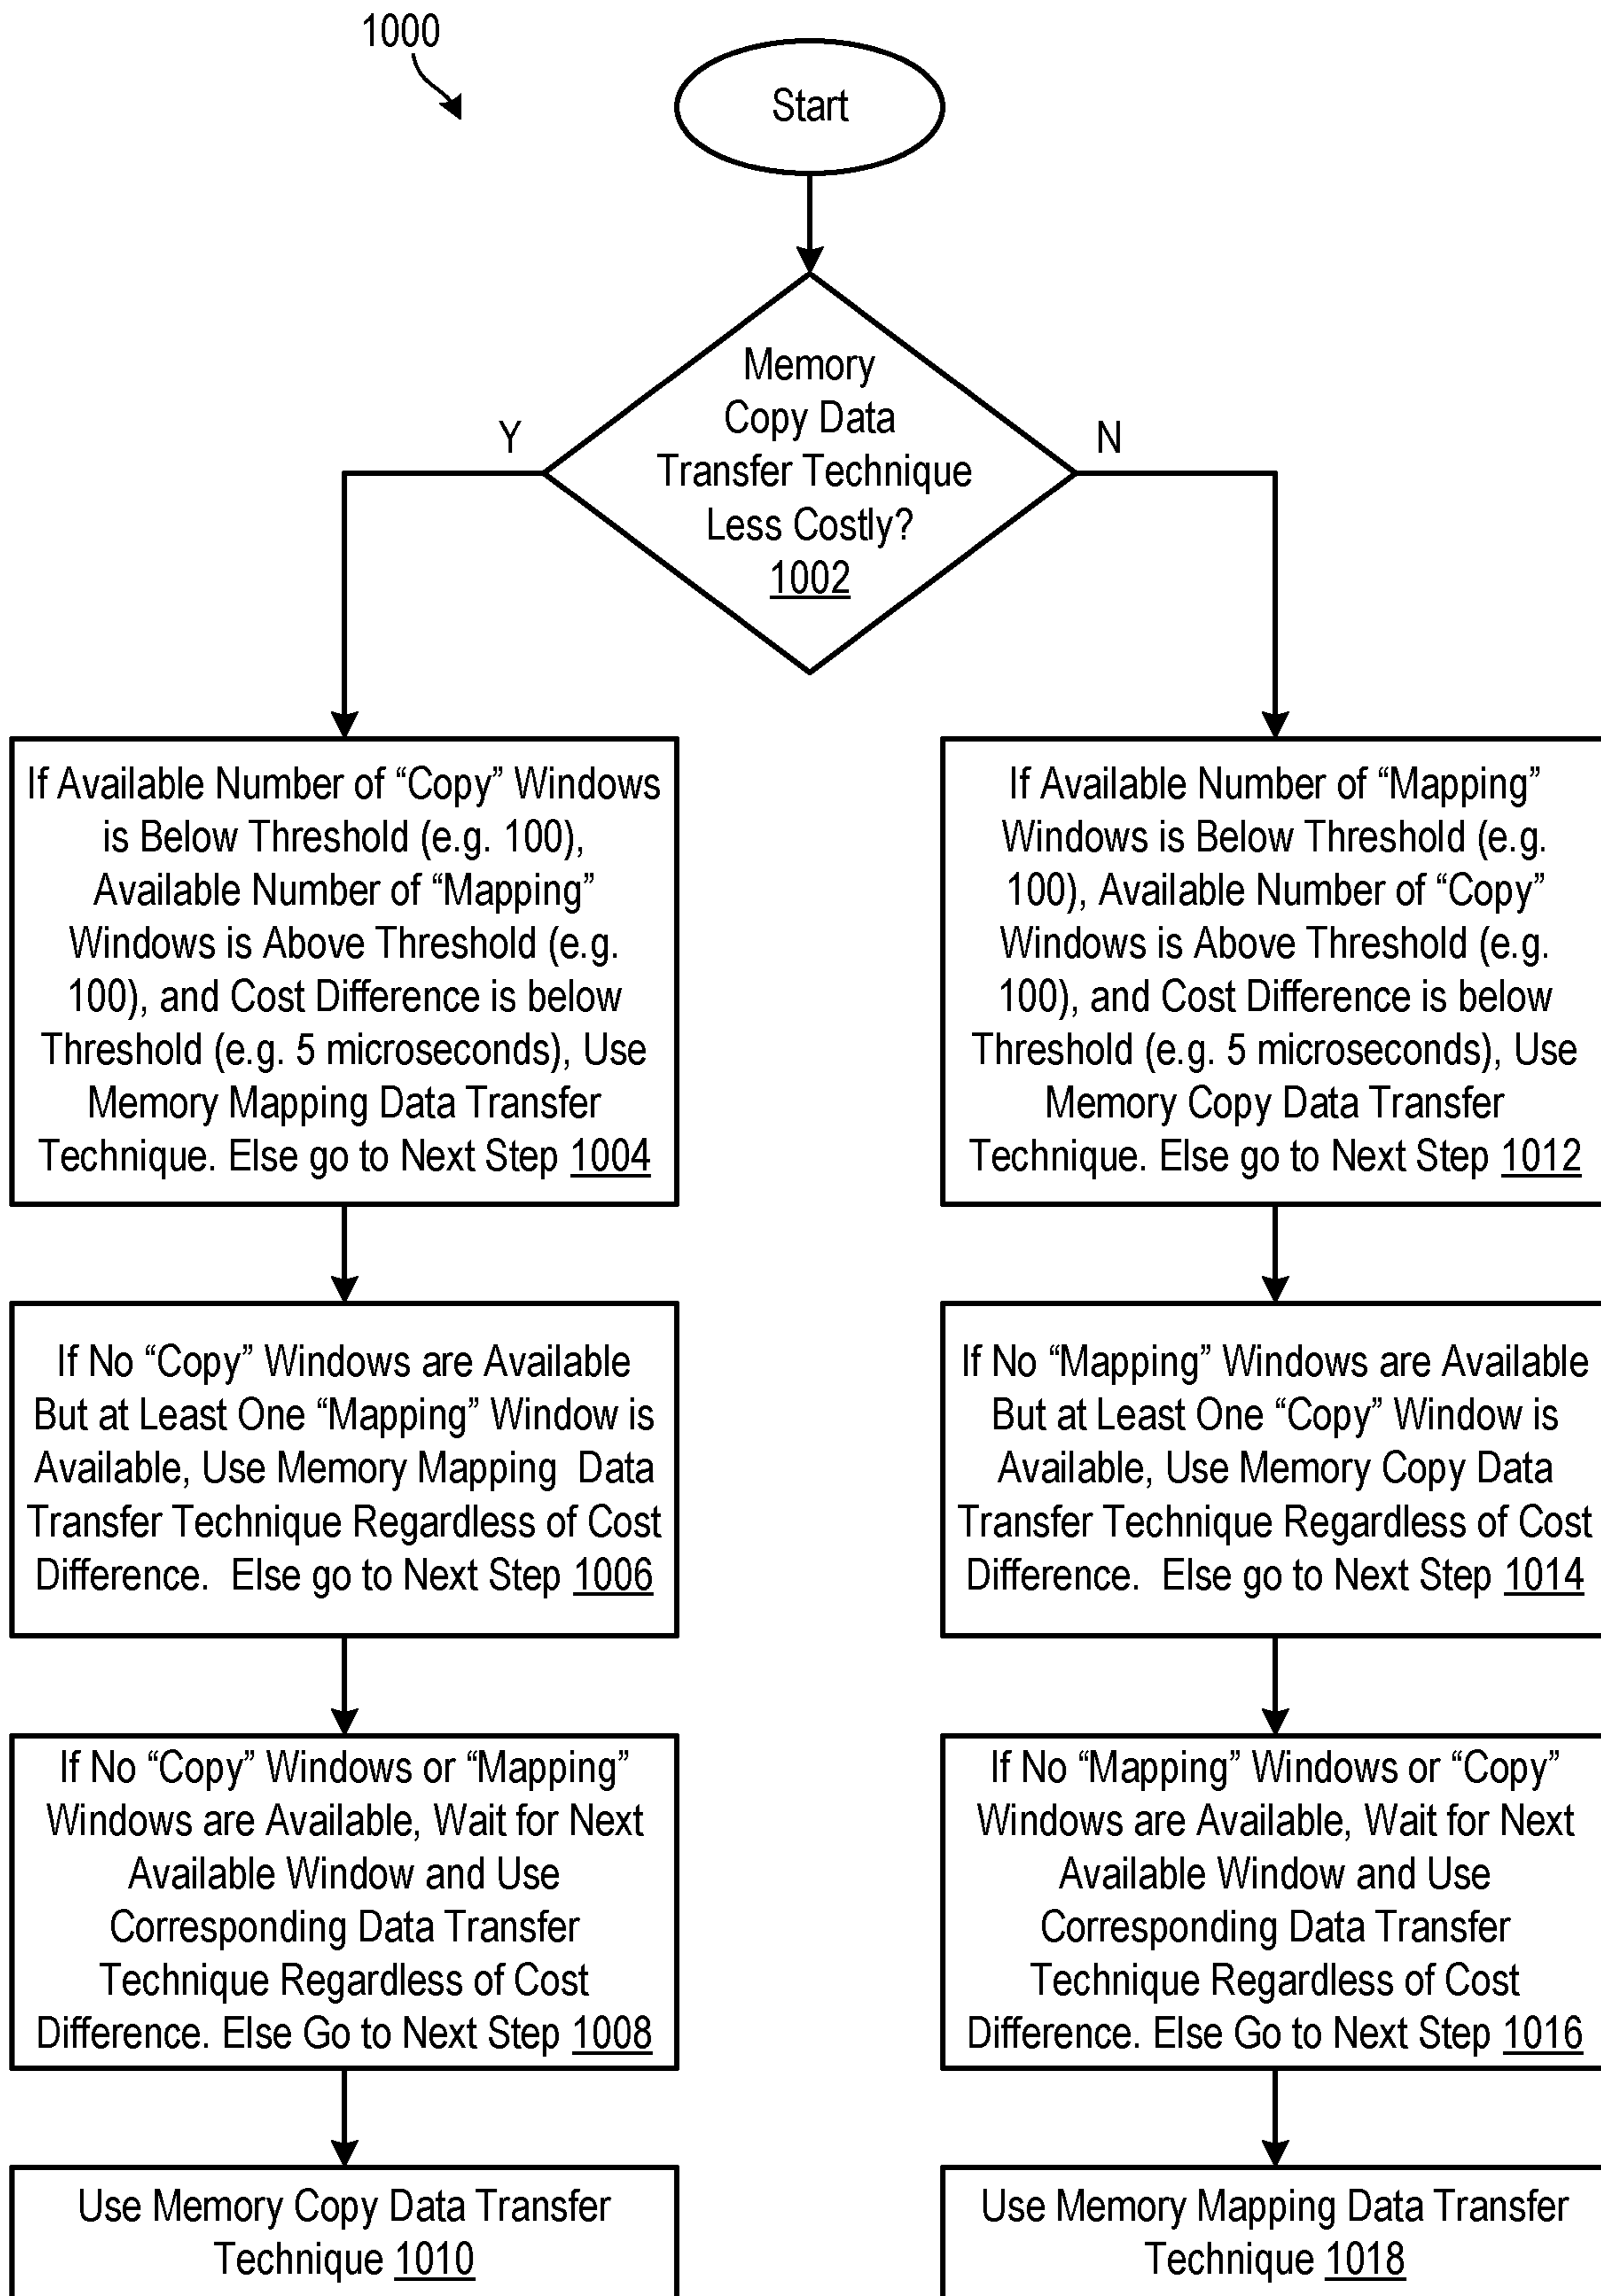 1000
Start
Memory
Copy Data
Transfer Technique
Less Costly?
1002
Y
N
If Available Number of “Copy” Windows
is Below Threshold (e.g. 100),
Available Number of “Mapping”
Windows is Above Threshold (e.g.
100), and Cost Difference is below
Threshold (e.g. 5 microseconds), Use
Memory Mapping Data Transfer
Technique. Else go to Next Step 1004
If No “Copy” Windows are Available
But at Least One “Mapping” Window is
Available, Use Memory Mapping Data
Transfer Technique Regardless of Cost
Difference. Else go to Next Step 1006
If No “Copy” Windows or “Mapping”
Windows are Available, Wait for Next
Available Window and Use
Corresponding Data Transfer
Technique Regardless of Cost
Difference. Else Go to Next Step 1008
Use Memory Copy Data Transfer
Technique 1010
If Available Number of “Mapping”
Windows is Below Threshold (e.g.
100), Available Number of “Copy”
Windows is Above Threshold (e.g.
100), and Cost Difference is below
Threshold (e.g. 5 microseconds), Use
Memory Copy Data Transfer
Technique. Else go to Next Step 1012
If No “Mapping” Windows are Available
But at Least One “Copy” Window is
Available, Use Memory Copy Data
Transfer Technique Regardless of Cost
Difference. Else go to Next Step 1014
If No “Mapping” Windows or “Copy”
Windows are Available, Wait for Next
Available Window and Use
Corresponding Data Transfer
Technique Regardless of Cost
Difference. Else Go to Next Step 1016
Use Memory Mapping Data Transfer
Technique 1018